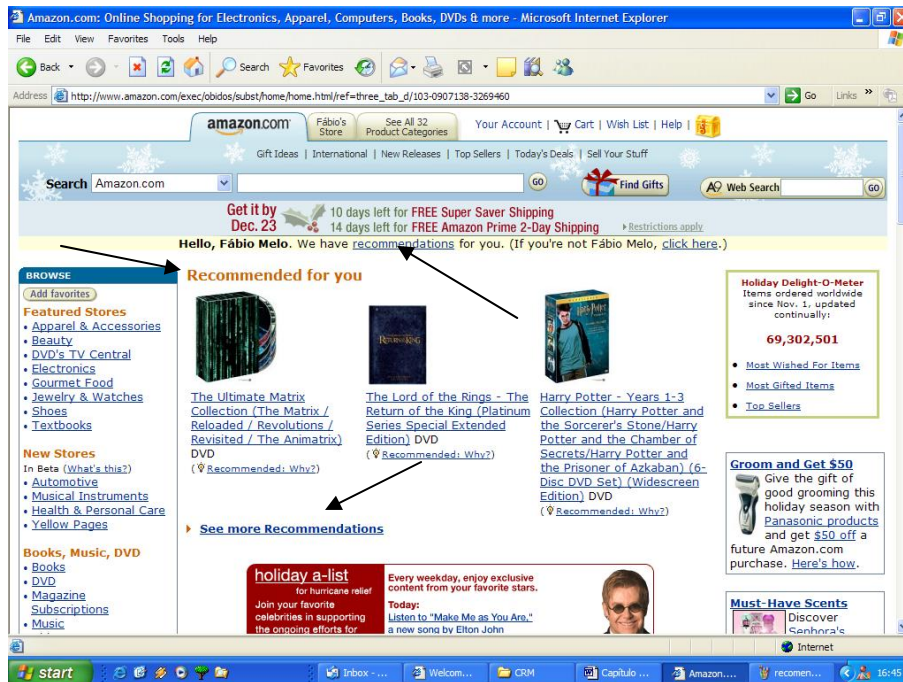 Amazon.com: Online Shopping for Electronics, Apparel, Computers, Books, DVDs & more - Microsoft Internet Explorer
File Edit View Favorites Tools Help
Back Search Favorites
Address http://www.amazon.com/exec/obidos/subst/home/home.html/ref=three_tab_d/103-0907138-3269460 Go Links »
amazon.com Fábio's Store See All 32 Product Categories Your Account | Cart | Wish List | Help |
Gift Ideas | International | New Releases | Top Sellers | Today's Deals | Sell Your Stuff
Search Amazon.com GO Find Gifts A9 Web Search GO
Get it by Dec. 23
10 days left for FREE Super Saver Shipping
14 days left for FREE Amazon Prime 2-Day Shipping Restrictions apply
Hello, Fábio Melo. We have recommendations for you. (If you're not Fábio Melo, click here.)
BROWSE
Add favorites
Featured Stores
• Apparel & Accessories
• Beauty
• DVD's TV Central
• Electronics
• Gourmet Food
• Jewelry & Watches
• Shoes
• Textbooks
New Stores
In Beta (What's this?)
• Automotive
• Musical Instruments
• Health & Personal Care
• Yellow Pages
Books, Music, DVD
• Books
• DVD
• Magazine
Subscriptions
• Music
Recommended for you
The Ultimate Matrix
Collection (The Matrix /
Reloaded / Revolutions /
Revisited / The Animatrix)
DVD
(Recommended: Why?)
RETURN KING
The Lord of the Rings - The
Return of the King (Platinum
Series Special Extended
Edition) DVD
(Recommended: Why?)
Harry Potter
Harry Potter - Years 1-3
Collection (Harry Potter and
the Sorcerer's Stone/Harry
Potter and the Chamber of
Secrets/Harry Potter and
the Prisoner of Azkaban) (6-
Disc DVD Set) (Widescreen
Edition) DVD
(Recommended: Why?)
See more Recommendations
holiday a-list
for hurricane relief
Join your favorite
celebrities in supporting
the ongoing efforts for
Every weekday, enjoy exclusive
content from your favorite stars.
Today:
Listen to "Make Me as You Are,"
a new song by Elton John
Holiday Delight-O-Meter
Items ordered worldwide
since Nov. 1, updated
continually:
69,302,501
• Most Wished For Items
• Most Gifted Items
• Top Sellers
Groom and Get $50
Give the gift of
good grooming this
holiday season with
Panasonic products
and get $50 off a
future Amazon.com
purchase. Here's how.
Must-Have Scents
Discover
Sephora's
Internet
start Inbox - ... Welcom... CRM Capítulo ... Amazon.... recomen... 16:45